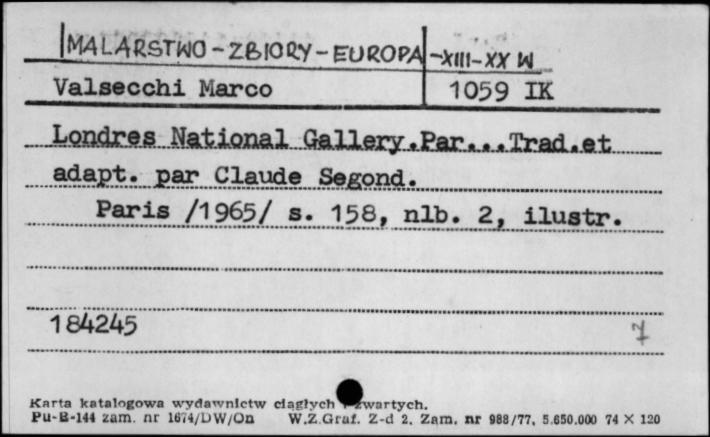 MALARSTWO-ZBIORY-EUROPA-XIII-XX W
Valsecchi Marco 1059 IK
Londres National Gallery.Par...Trad.et
adapt. par Claude Segond.
Paris /1965/ s. 158, nlb. 2, ilustr.
184245 7
Karta katalogowa wydawnictw ciągłych i zwartych.
Pu-B-144 zam. nr 1674/DW/On W.Z.Graf. Z-d 2. Zam. nr 988/77. 5.650.000 74 X 120